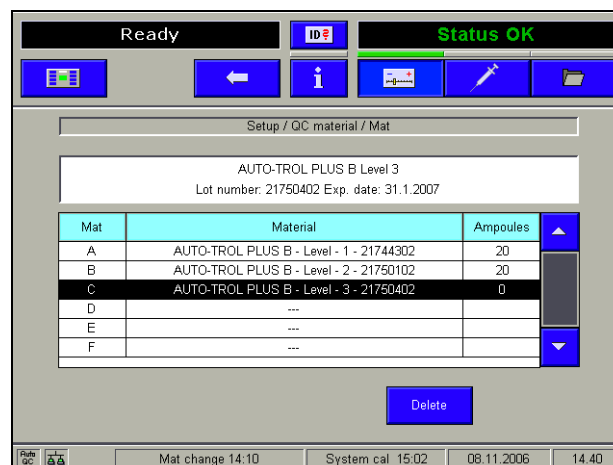 Ready
ID
Status OK
i
Setup / QC material / Mat
AUTO-TROL PLUS B Level 3
Lot number: 21750402 Exp. date: 31.1.2007
Mat Material Ampoules
A AUTO-TROL PLUS B - Level - 1 - 21744302 20
B AUTO-TROL PLUS B - Level - 2 - 21750102 20
C AUTO-TROL PLUS B - Level - 3 - 21750402 0
D ---
E ---
F ---
Delete
Auto
QC
Mat change 14:10 System cal 15:02 08.11.2006 14.40